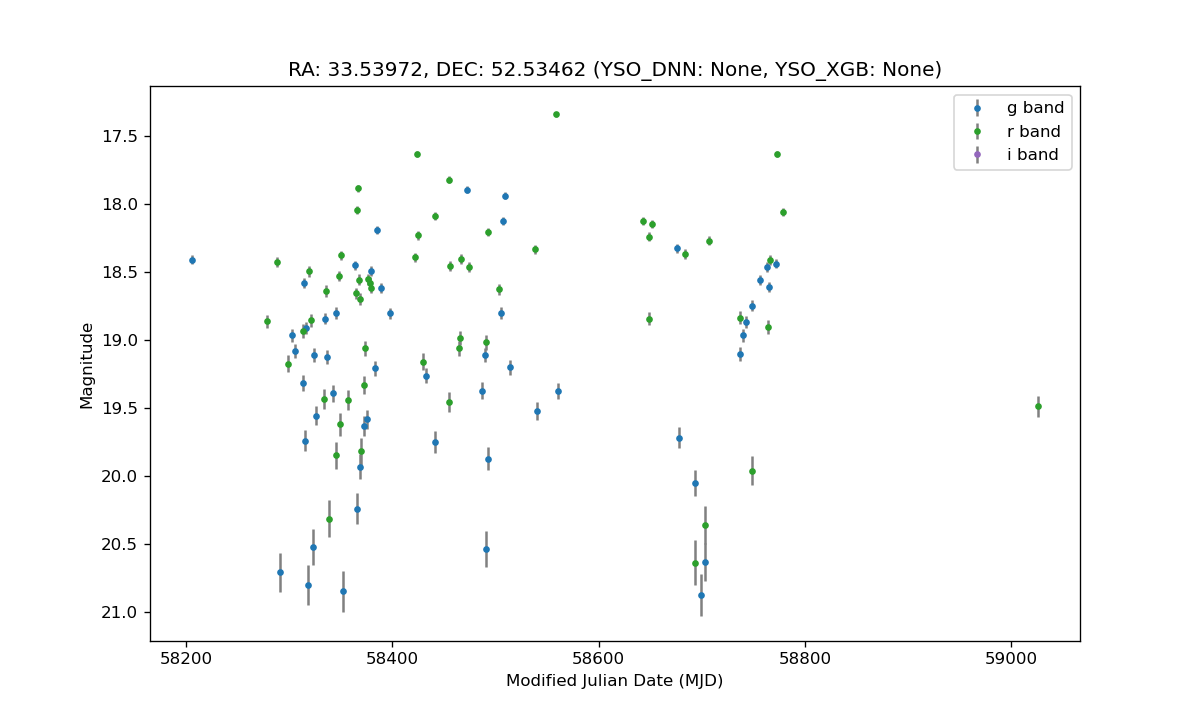 RA: 33.53972, DEC: 52.53462 (YSO_DNN: None, YSO_XGB: None)
g band
r band
i band
17.5
18.0
18.5
19.0
19.5
20.0
20.5
21.0
Magnitude
58200
58400
58600
58800
59000
Modified Julian Date (MJD)